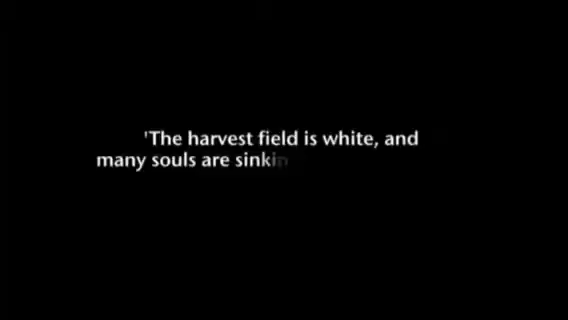 'The harvest field is white, and
many souls are sinkin